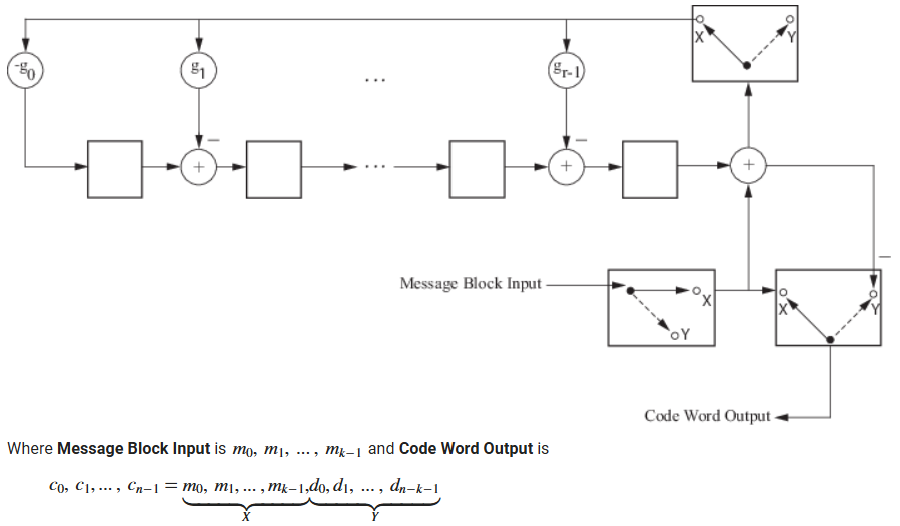 X Y
-g0 g1 ... gr-1
− −
+ ... + +
−
Message Block Input X X Y
Y
Code Word Output
Where Message Block Input is m0, m1, ... , mk−1 and Code Word Output is
c0, c1, ... , cn−1 = m0, m1, ... , mk−1,d0, d1, ... , dn−k−1
X Y